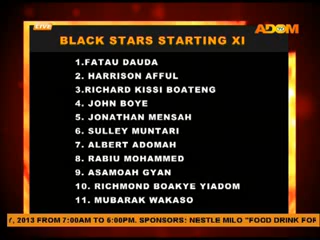 LIVE
ADOM
BLACK STARS STARTING XI
1.FATAU DAUDA
2. HARRISON AFFUL
3.RICHARD KISSI BOATENG
4. JOHN BOYE
5. JONATHAN MENSAH
6. SULLEY MUNTARI
7. ALBERT ADOMAH
8. RABIU MOHAMMED
9. ASAMOAH GYAN
10. RICHMOND BOAKYE YIADOM
11. MUBARAK WAKASO
, 2013 FROM 7:00AM TO 6:00PM. SPONSORS: NESTLE MILO "FOOD DRINK FOR